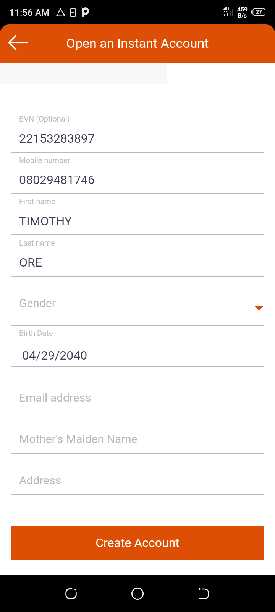 11:56 AM
27
Open an Instant Account
BVN (Optional)
22153283897
Mobile number
08029481746
First name
TIMOTHY
Last name
ORE
Gender
Birth Date
04/29/2040
Email address
Mother's Maiden Name
Address
Create Account